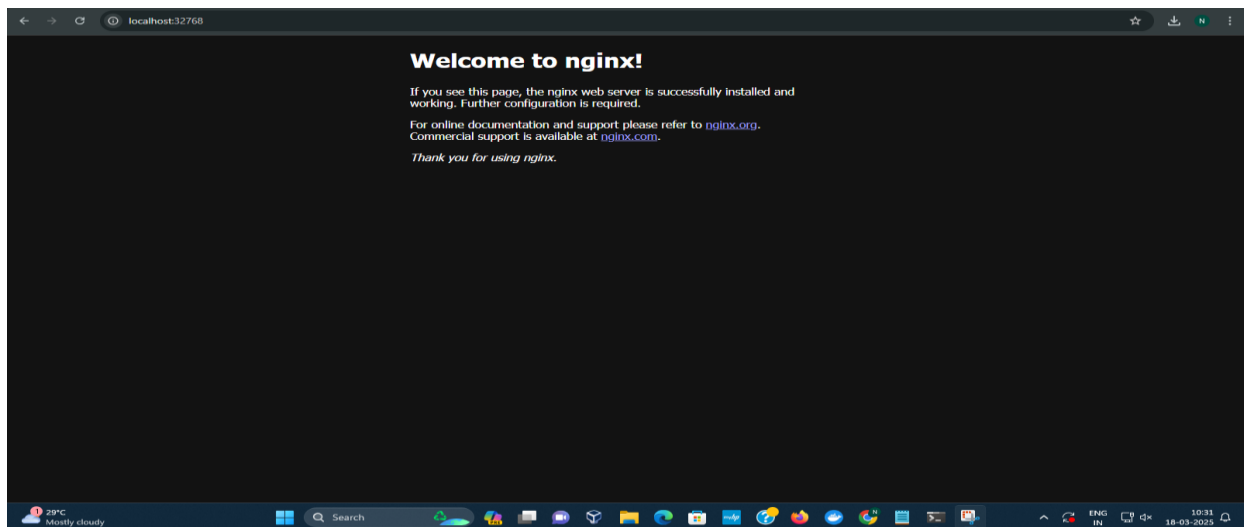 localhost:32768
N
Welcome to nginx!
If you see this page, the nginx web server is successfully installed and
working. Further configuration is required.
For online documentation and support please refer to nginx.org.
Commercial support is available at nginx.com.
Thank you for using nginx.
1
29°C
Mostly cloudy
Search
ENG
IN
10:31
18-03-2025